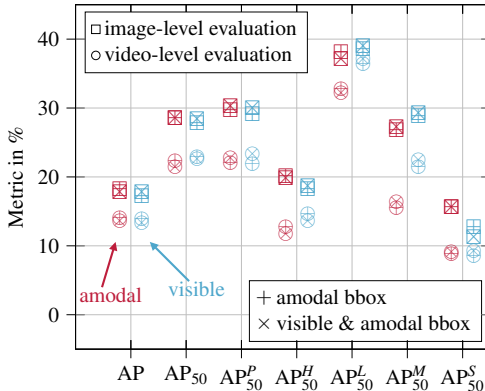 image-level evaluation
video-level evaluation
40
30
20
10
0
Metric in %
amodal
visible
amodal bbox
visible & amodal bbox
AP AP₅₀ AP₅₀ᴾ AP₅₀ᴴ AP₅₀ᴸ AP₅₀ᴹ AP₅₀ˢ